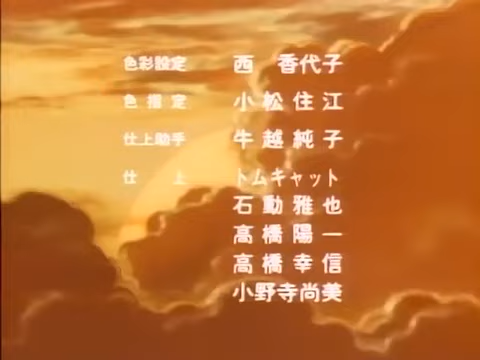 色彩設定 西 香代子
色指定 小松住江
仕上助手 牛越純子
仕上 トムキャット
石動雅也
高橋陽一
高橋幸信
小野寺尚美